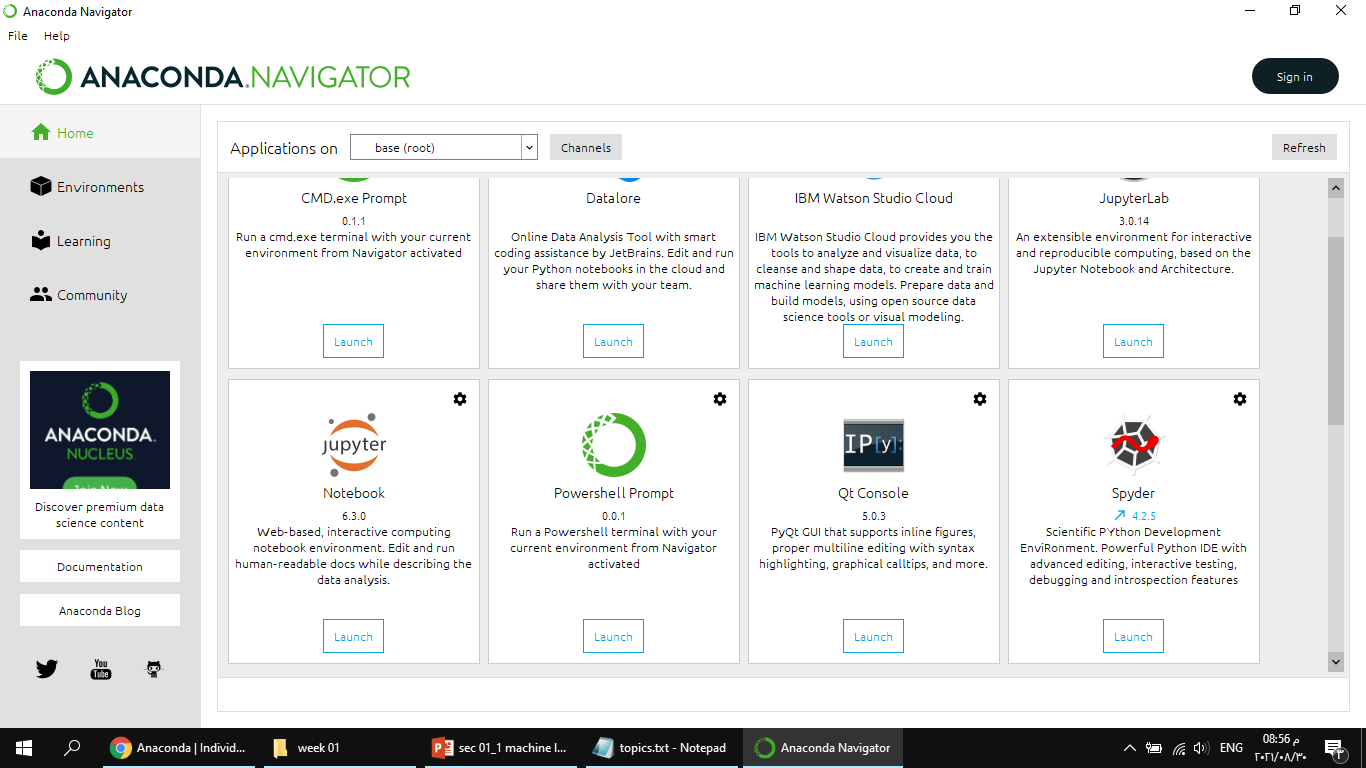 Anaconda Navigator
File Help
ANACONDA.NAVIGATOR
Sign in
Home
Environments
Learning
Community
ANACONDA.
NUCLEUS
Join Now
Discover premium data
science content
Documentation
Anaconda Blog
You
Tube
Applications on base (root) Channels Refresh
CMD.exe Prompt
0.1.1
Run a cmd.exe terminal with your current
environment from Navigator activated
Launch
Datalore
Online Data Analysis Tool with smart
coding assistance by JetBrains. Edit and run
your Python notebooks in the cloud and
share them with your team.
Launch
IBM Watson Studio Cloud
IBM Watson Studio Cloud provides you the
tools to analyze and visualize data, to
cleanse and shape data, to create and train
machine learning models. Prepare data and
build models, using open source data
science tools or visual modeling.
Launch
JupyterLab
3.0.14
An extensible environment for interactive
and reproducible computing, based on the
Jupyter Notebook and Architecture.
Launch
jupyter
Notebook
6.3.0
Web-based, interactive computing
notebook environment. Edit and run
human-readable docs while describing the
data analysis.
Launch
Powershell Prompt
0.0.1
Run a Powershell terminal with your
current environment from Navigator
activated
Launch
IP[y]:
Qt Console
5.0.3
PyQt GUI that supports inline figures,
proper multiline editing with syntax
highlighting, graphical calltips, and more.
Launch
Spyder
4.2.5
Scientific PYthon Development
EnviRonment. Powerful Python IDE with
advanced editing, interactive testing,
debugging and introspection features
Launch
Anaconda | Individ...
week 01
sec 01_1 machine l...
topics.txt - Notepad
Anaconda Navigator
ENG
08:56 م
٢٠٢١/٠٨/٣٠
٣